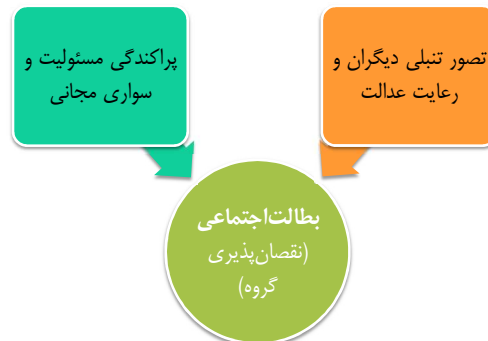 تصور تنبلی دیگران و
رعایت عدالت
پراکندگی مسئولیت و
سواری مجانی
بطالت‌اجتماعی
(نقصان‌پذیری
گروه)